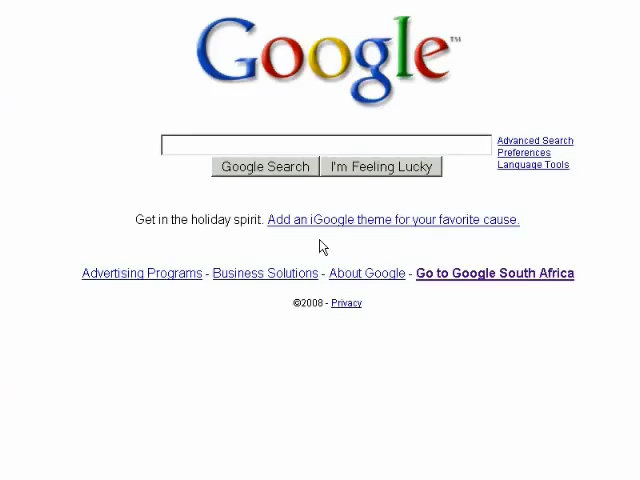 Google™
Advanced Search
Preferences
Language Tools
Google Search I'm Feeling Lucky
Get in the holiday spirit. Add an iGoogle theme for your favorite cause.
Advertising Programs - Business Solutions - About Google - Go to Google South Africa
©2008 - Privacy